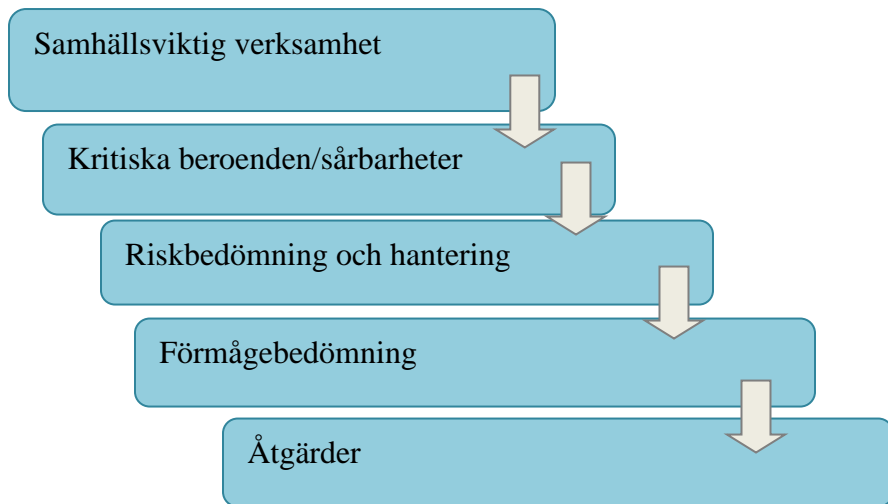 Samhällsviktig verksamhet
Kritiska beroenden/sårbarheter
Riskbedömning och hantering
Förmågebedömning
Åtgärder